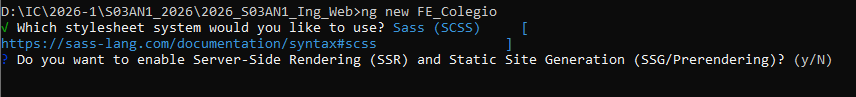 D:\IC\2026-1\S03AN1_2026\2026_S03AN1_Ing_Web>ng new FE_Colegio
√ Which stylesheet system would you like to use? Sass (SCSS)     [
https://sass-lang.com/documentation/syntax#scss                ]
? Do you want to enable Server-Side Rendering (SSR) and Static Site Generation (SSG/Prerendering)? (y/N)